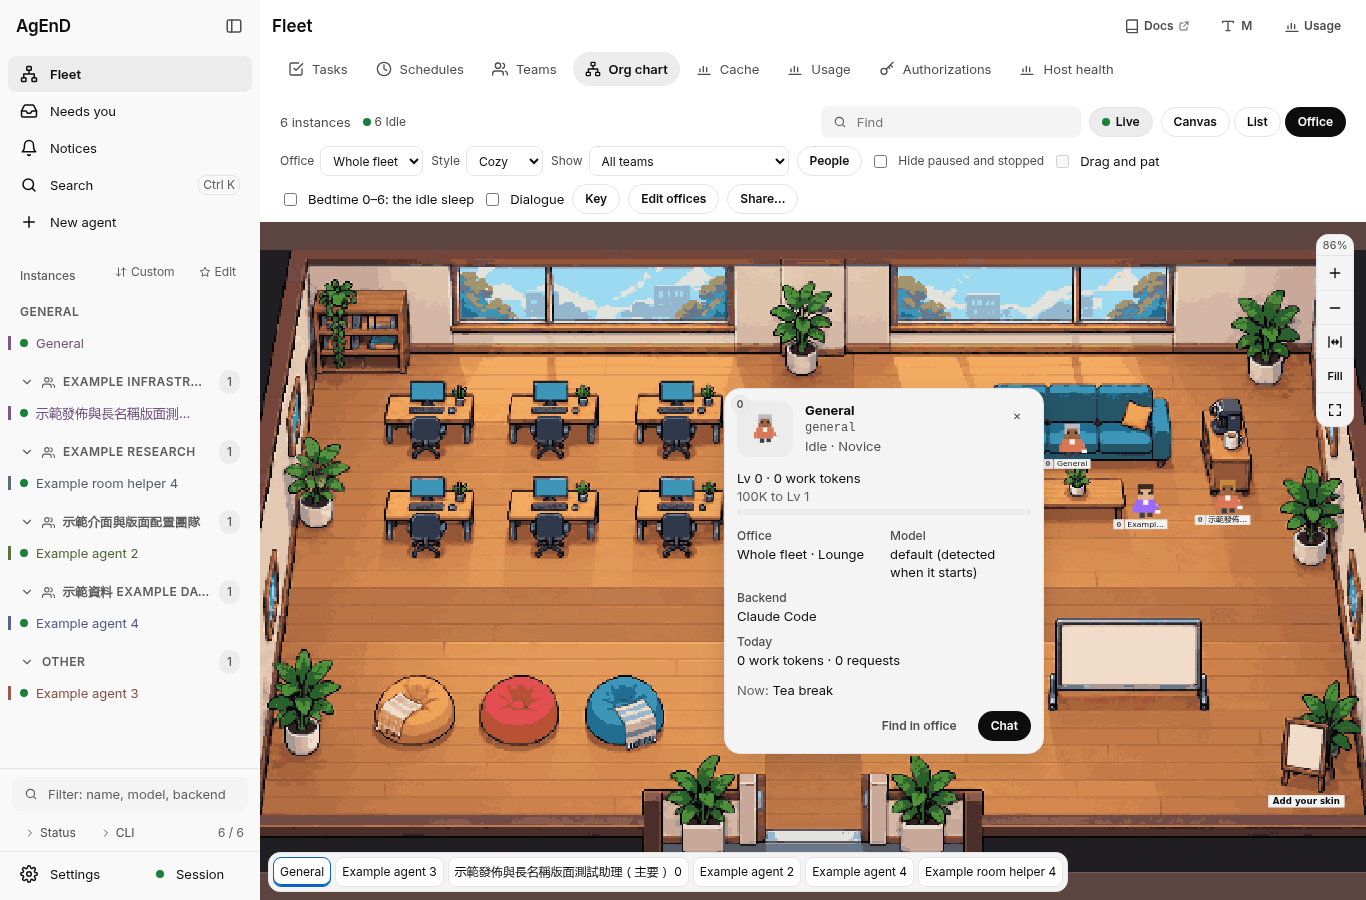 AgEnD
Fleet
Needs you
Notices
Search
Ctrl K
New agent
Instances
Custom
Edit
GENERAL
General
EXAMPLE INFRASTR...
1
示範發佈與長名稱版面測...
EXAMPLE RESEARCH
1
Example room helper 4
示範介面與版面配置團隊
1
Example agent 2
示範資料 EXAMPLE DA...
1
Example agent 4
OTHER
1
Example agent 3
Filter: name, model, backend
Status
CLI
6 / 6
Settings
Session
Fleet
Docs
M
Usage
Tasks
Schedules
Teams
Org chart
Cache
Usage
Authorizations
Host health
6 instances
6 Idle
Find
Live
Canvas
List
Office
Office
Whole fleet
Style
Cozy
Show
All teams
People
Hide paused and stopped
Drag and pat
Bedtime 0–6: the idle sleep
Dialogue
Key
Edit offices
Share...
86%
Fill
0
General
general
Idle · Novice
×
Lv 0 · 0 work tokens
100K to Lv 1
Office
Whole fleet · Lounge
Model
default (detected
when it starts)
Backend
Claude Code
Today
0 work tokens · 0 requests
Now: Tea break
Find in office
Chat
0 General
0 Exampl...
0 示範發佈...
Add your skin
General
Example agent 3
示範發佈與長名稱版面測試助理（主要）0
Example agent 2
Example agent 4
Example room helper 4